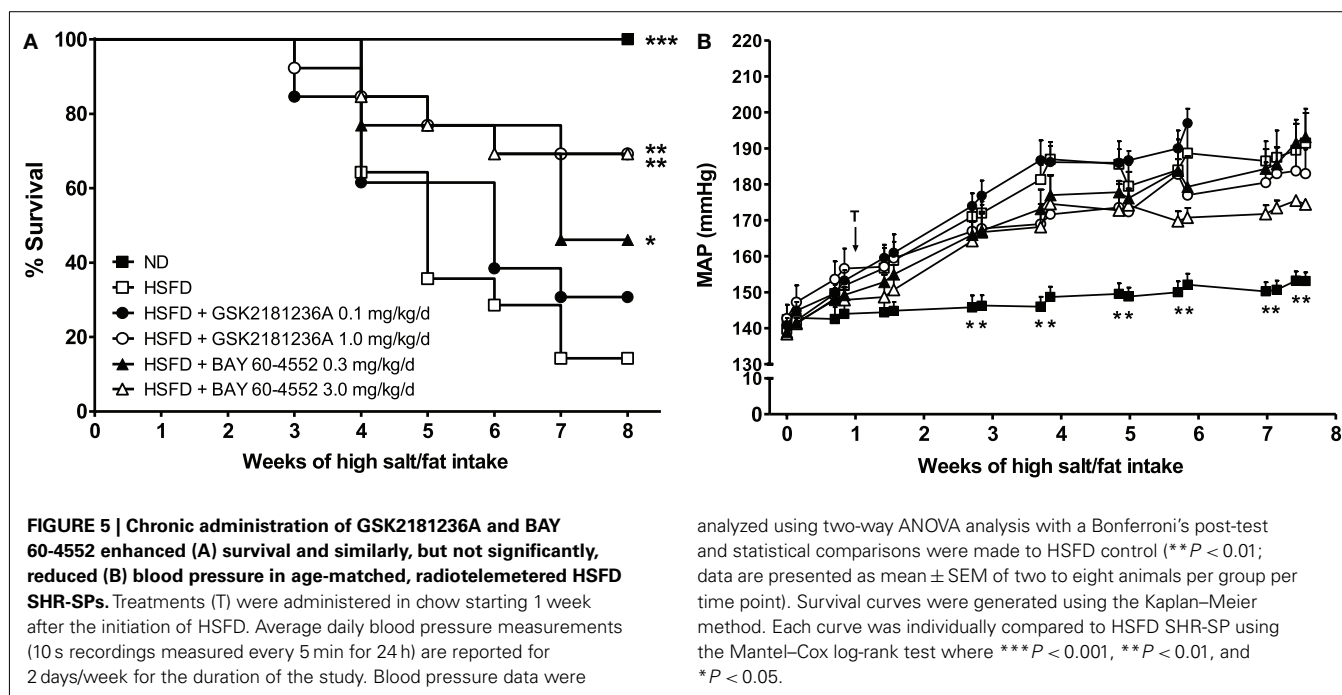 A
100
80
60
40
20
0
% Survival
***
**
**
*
ND
HSFD
HSFD + GSK2181236A 0.1 mg/kg/d
HSFD + GSK2181236A 1.0 mg/kg/d
HSFD + BAY 60-4552 0.3 mg/kg/d
HSFD + BAY 60-4552 3.0 mg/kg/d
0 1 2 3 4 5 6 7 8
Weeks of high salt/fat intake
B
220
210
200
190
180
170
160
150
140
130
10
0
MAP (mmHg)
T
** ** ** ** ** **
0 1 2 3 4 5 6 7 8
Weeks of high salt/fat intake
FIGURE 5 | Chronic administration of GSK2181236A and BAY
60-4552 enhanced (A) survival and similarly, but not significantly,
reduced (B) blood pressure in age-matched, radiotelemetered HSFD
SHR-SPs. Treatments (T) were administered in chow starting 1 week
after the initiation of HSFD. Average daily blood pressure measurements
(10 s recordings measured every 5 min for 24 h) are reported for
2 days/week for the duration of the study. Blood pressure data were
analyzed using two-way ANOVA analysis with a Bonferroni's post-test
and statistical comparisons were made to HSFD control (**P < 0.01;
data are presented as mean ± SEM of two to eight animals per group per
time point). Survival curves were generated using the Kaplan–Meier
method. Each curve was individually compared to HSFD SHR-SP using
the Mantel–Cox log-rank test where ***P < 0.001, **P < 0.01, and
*P < 0.05.